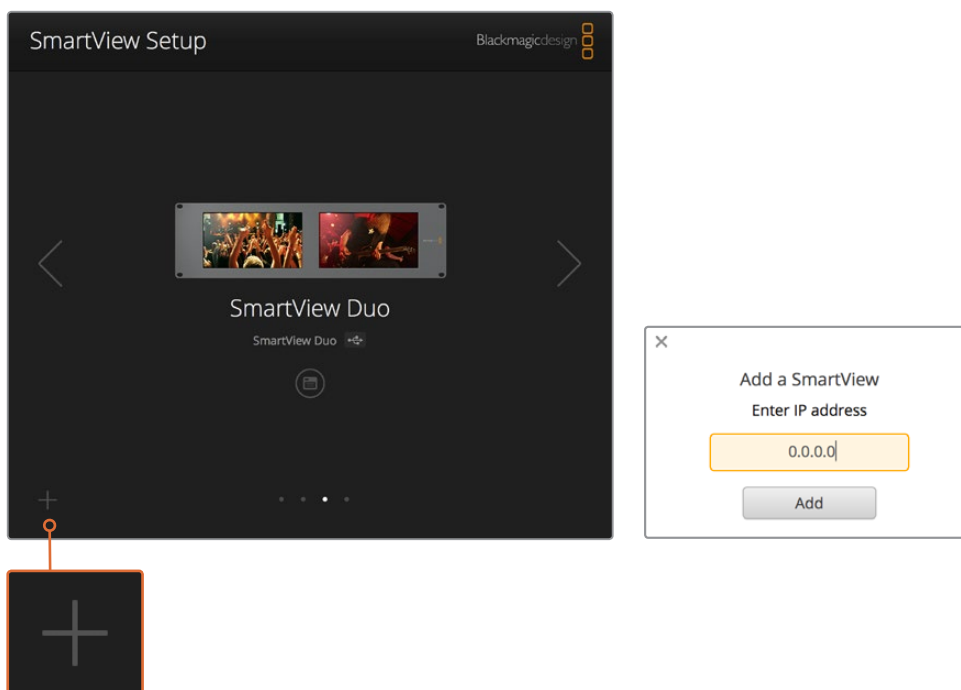 SmartView Setup
Blackmagicdesign
SmartView Duo
SmartView Duo
Add a SmartView
Enter IP address
0.0.0.0
Add